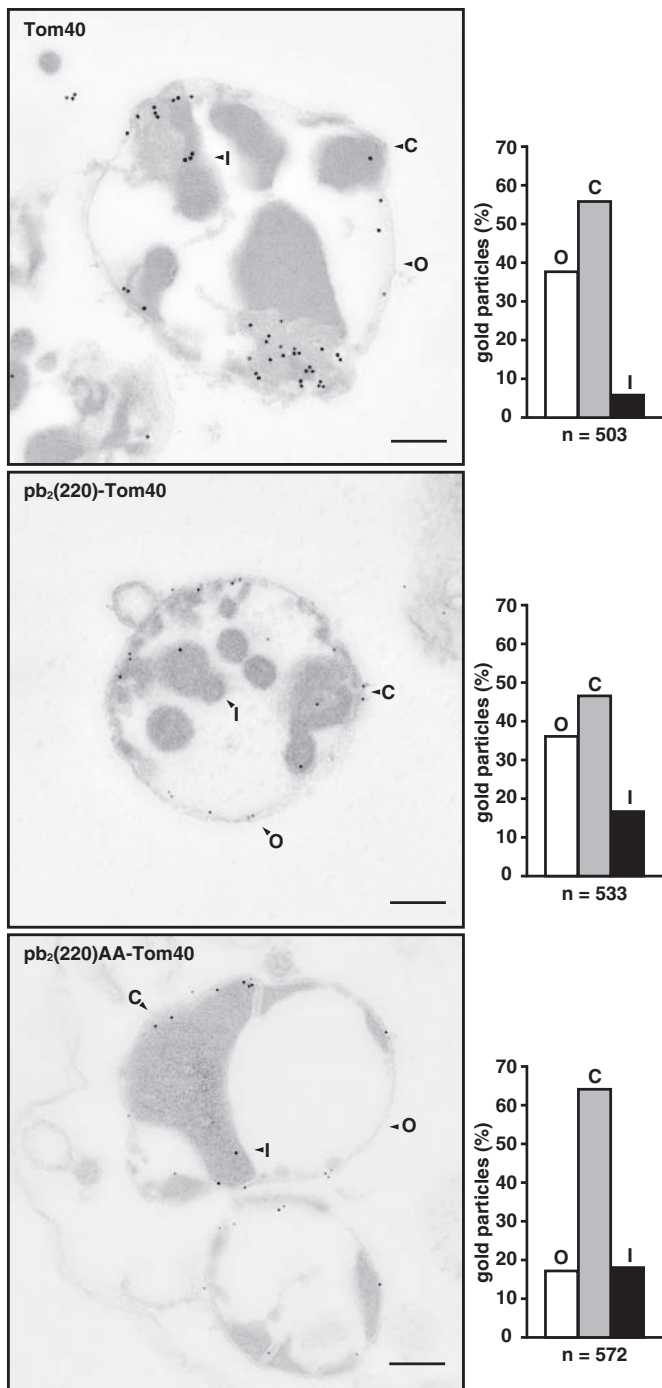 Tom40
I
C
O
gold particles (%)
70
60
50
40
30
20
10
0
O
C
I
n = 503
pb₂(220)-Tom40
C
I
O
gold particles (%)
70
60
50
40
30
20
10
0
O
C
I
n = 533
pb₂(220)AA-Tom40
C
O
I
gold particles (%)
70
60
50
40
30
20
10
0
O
C
I
n = 572